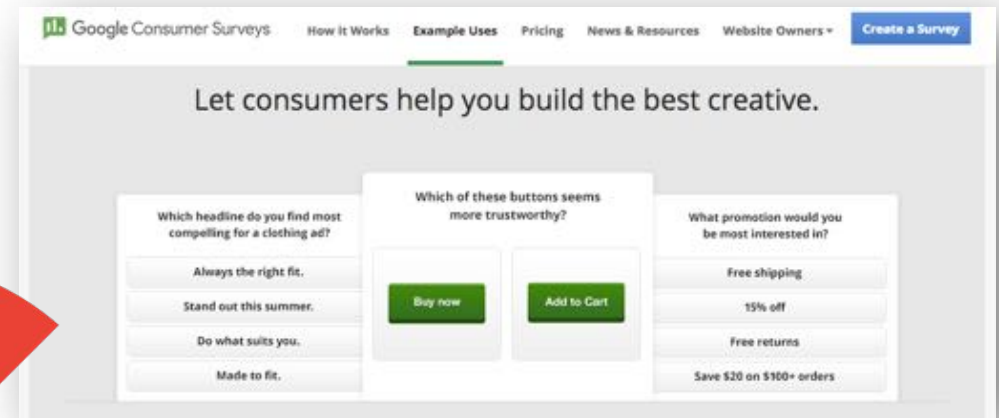 Google Consumer Surveys How it Works Example Uses Pricing News & Resources Website Owners Create a Survey
Let consumers help you build the best creative.
Which headline do you find most
compelling for a clothing ad?
Always the right fit.
Stand out this summer.
Do what suits you.
Made to fit.
Which of these buttons seems
more trustworthy?
Buy now
Add to Cart
What promotion would you
be most interested in?
Free shipping
15% off
Free returns
Save $20 on $100+ orders